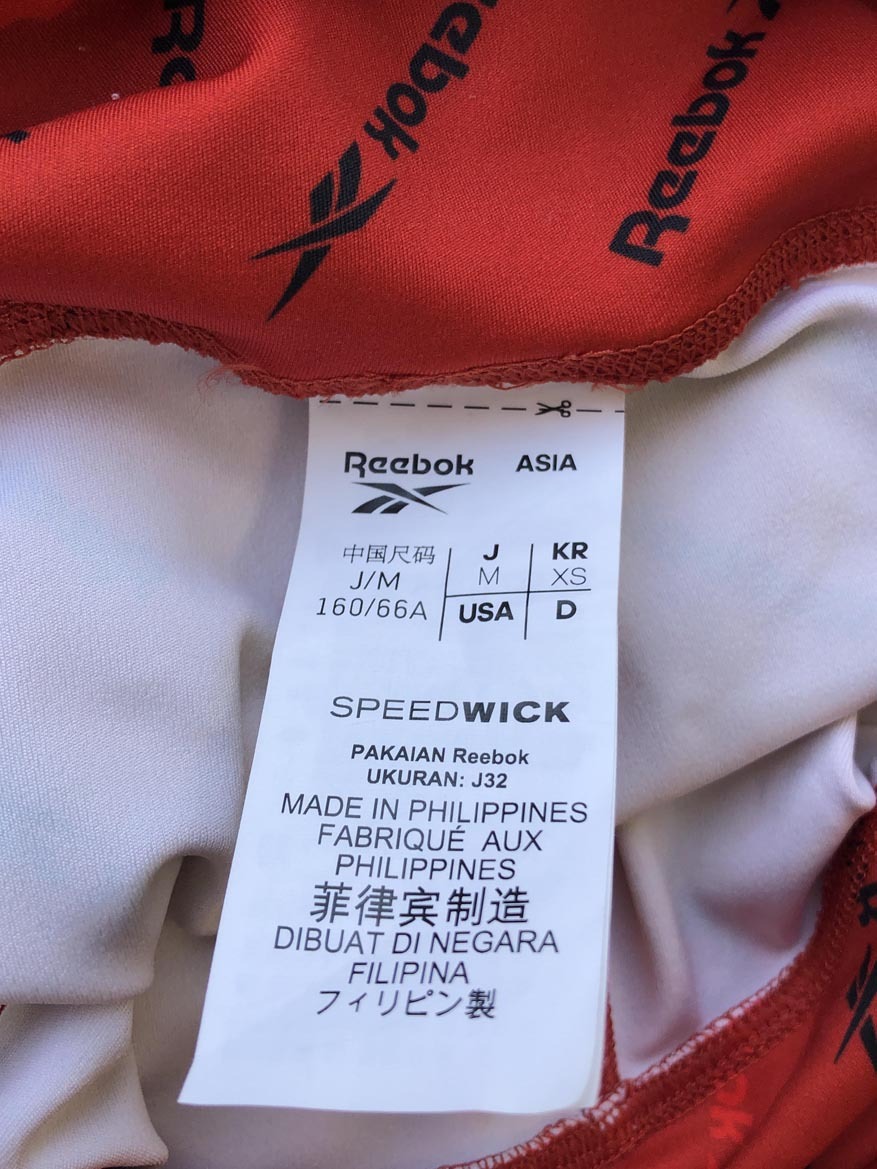 Reebok
Reebok
Reebok ASIA
中国尺码 J KR
J/M M XS
160/66A USA D
SPEEDWICK
PAKAIAN Reebok
UKURAN: J32
MADE IN PHILIPPINES
FABRIQUÉ AUX
PHILIPPINES
菲律宾制造
DIBUAT DI NEGARA
FILIPINA
フィリピン製